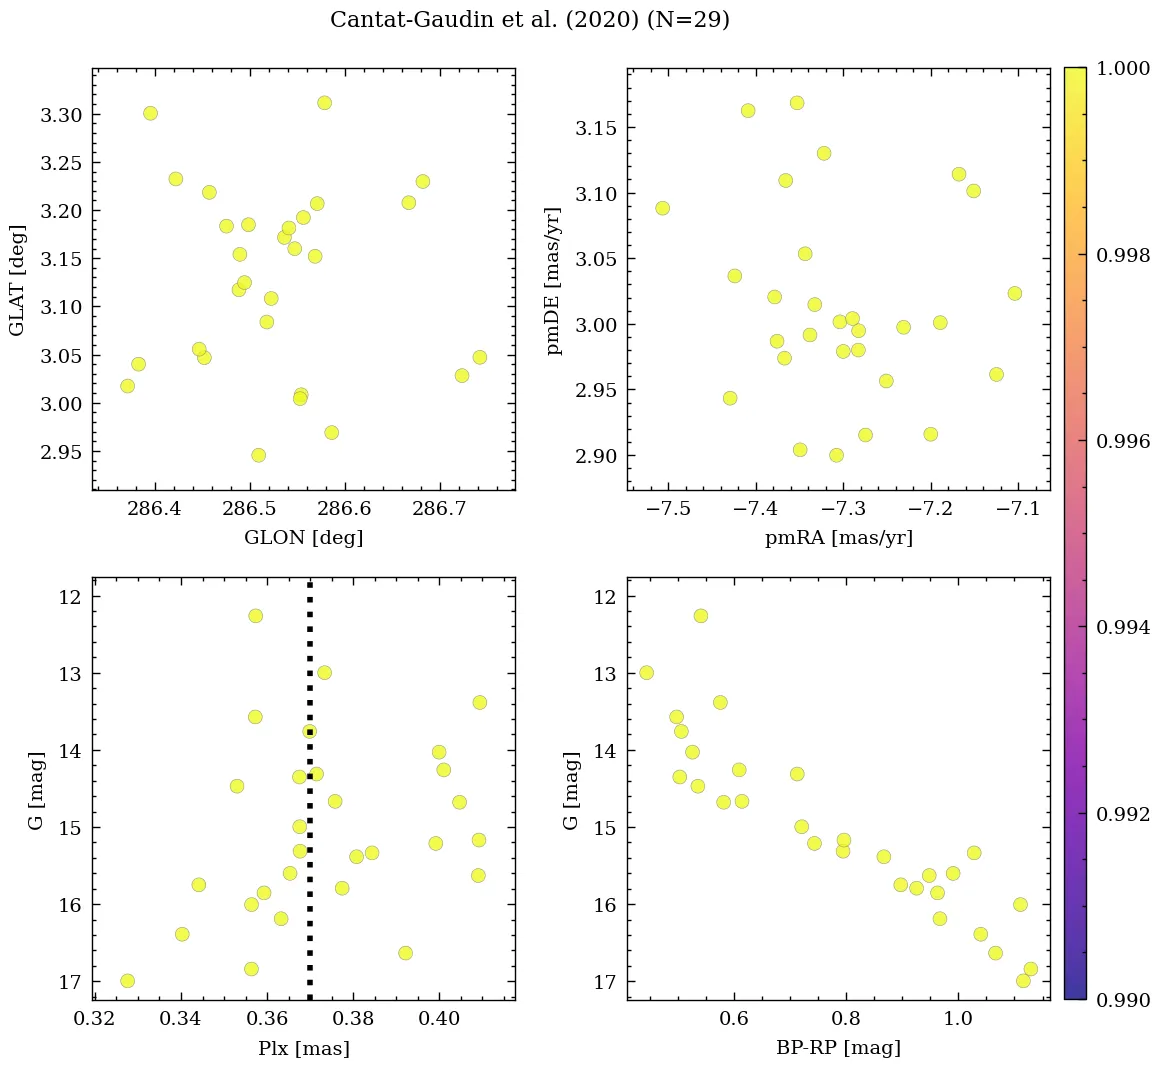 Cantat-Gaudin et al. (2020) (N=29)
3.30
3.25
3.20
3.15
3.10
3.05
3.00
2.95
GLAT [deg]
286.4 286.5 286.6 286.7
GLON [deg]
3.15
3.10
3.05
3.00
2.95
2.90
pmDE [mas/yr]
−7.5 −7.4 −7.3 −7.2 −7.1
pmRA [mas/yr]
1.000
0.998
0.996
0.994
0.992
0.990
12
13
14
15
16
17
G [mag]
0.32 0.34 0.36 0.38 0.40
Plx [mas]
12
13
14
15
16
17
G [mag]
0.6 0.8 1.0
BP-RP [mag]